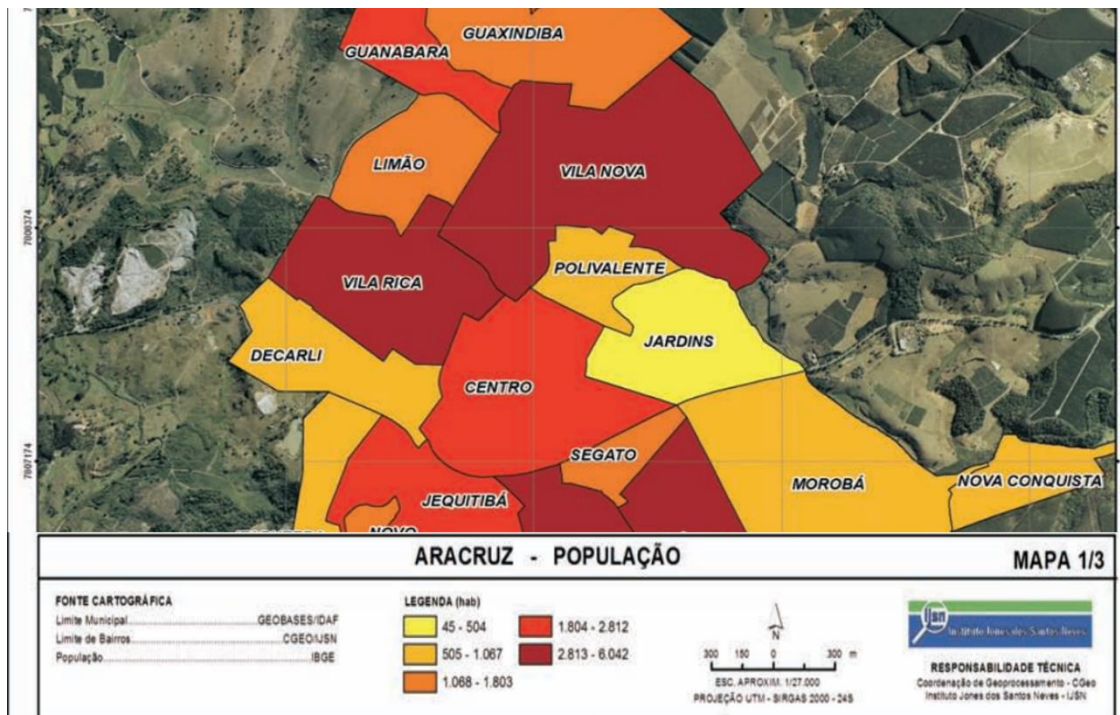 GUAXINDIBA
GUANABARA
LIMÃO
VILA NOVA
7000374
POLIVALENTE
VILA RICA
JARDINS
DECARLI
CENTRO
SEGATO
7007174
MOROBÁ
NOVA CONQUISTA
JEQUITIBÁ
NOVO
ARACRUZ - POPULAÇÃO
MAPA 1/3
FONTE CARTOGRÁFICA
Limite Municipal GEOBASES/IDAF
Limite de Bairros CGEO/IJSN
População IBGE
LEGENDA (hab)
45 - 504
505 - 1.067
1.068 - 1.803
1.804 - 2.812
2.813 - 6.042
N
300 150 0 300 m
ESC. APROXIM. 1/27.000
PROJEÇÃO UTM - SIRGAS 2000 - 24S
ijsn
Instituto Jones dos Santos Neves
RESPONSABILIDADE TÉCNICA
Coordenação de Geoprocessamento - CGeo
Instituto Jones dos Santos Neves - IJSN